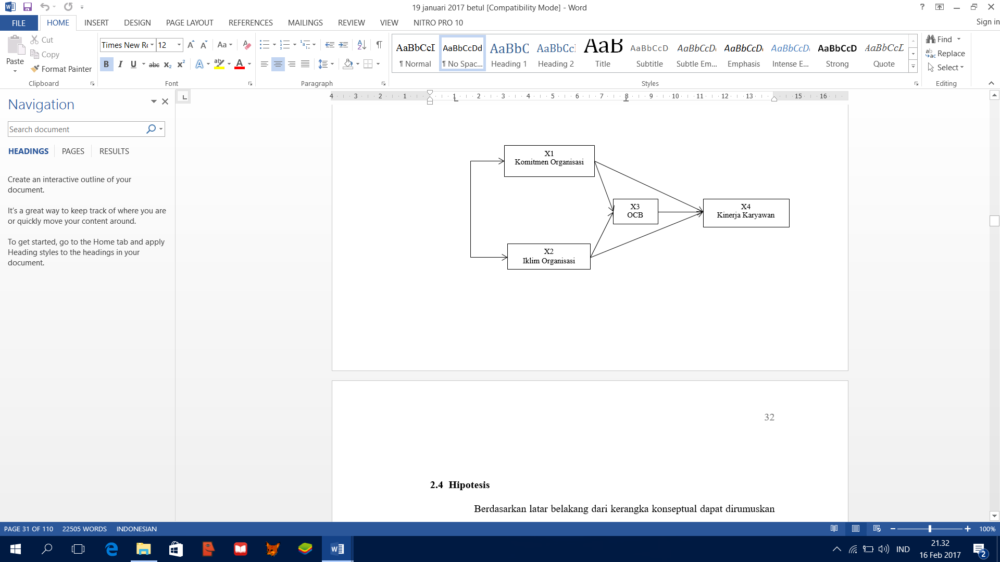 19 januari 2017 betul [Compatibility Mode] - Word
FILE HOME INSERT DESIGN PAGE LAYOUT REFERENCES MAILINGS REVIEW VIEW NITRO PRO 10
Sign in
Paste
Cut
Copy
Format Painter
Clipboard
Times New Ro 12
Font
Paragraph
AaBbCcI AaBbCcDd AaBbC AaBbCcI AaB AaBbCcD AaBbCcDı AaBbCcDı AaBbCcDı AaBbCcD AaBbCcL
¶ Normal ¶ No Spac... Heading 1 Heading 2 Title Subtitle Subtle Em... Emphasis Intense E... Strong Quote
Styles
Find
Replace
Select
Editing
Navigation
Search document
HEADINGS PAGES RESULTS
Create an interactive outline of your
document.
It's a great way to keep track of where you are
or quickly move your content around.
To get started, go to the Home tab and apply
Heading styles to the headings in your
document.
4 3 2 1 1 2 3 4 5 6 7 8 9 10 11 12 13 15 16
X1
Komitmen Organisasi
X3
OCB
X4
Kinerja Karyawan
X2
Iklim Organisasi
32
2.4 Hipotesis
Berdasarkan latar belakang dari kerangka konseptual dapat dirumuskan
PAGE 31 OF 110 22505 WORDS INDONESIAN
100%
IND
21.32
16 Feb 2017
2